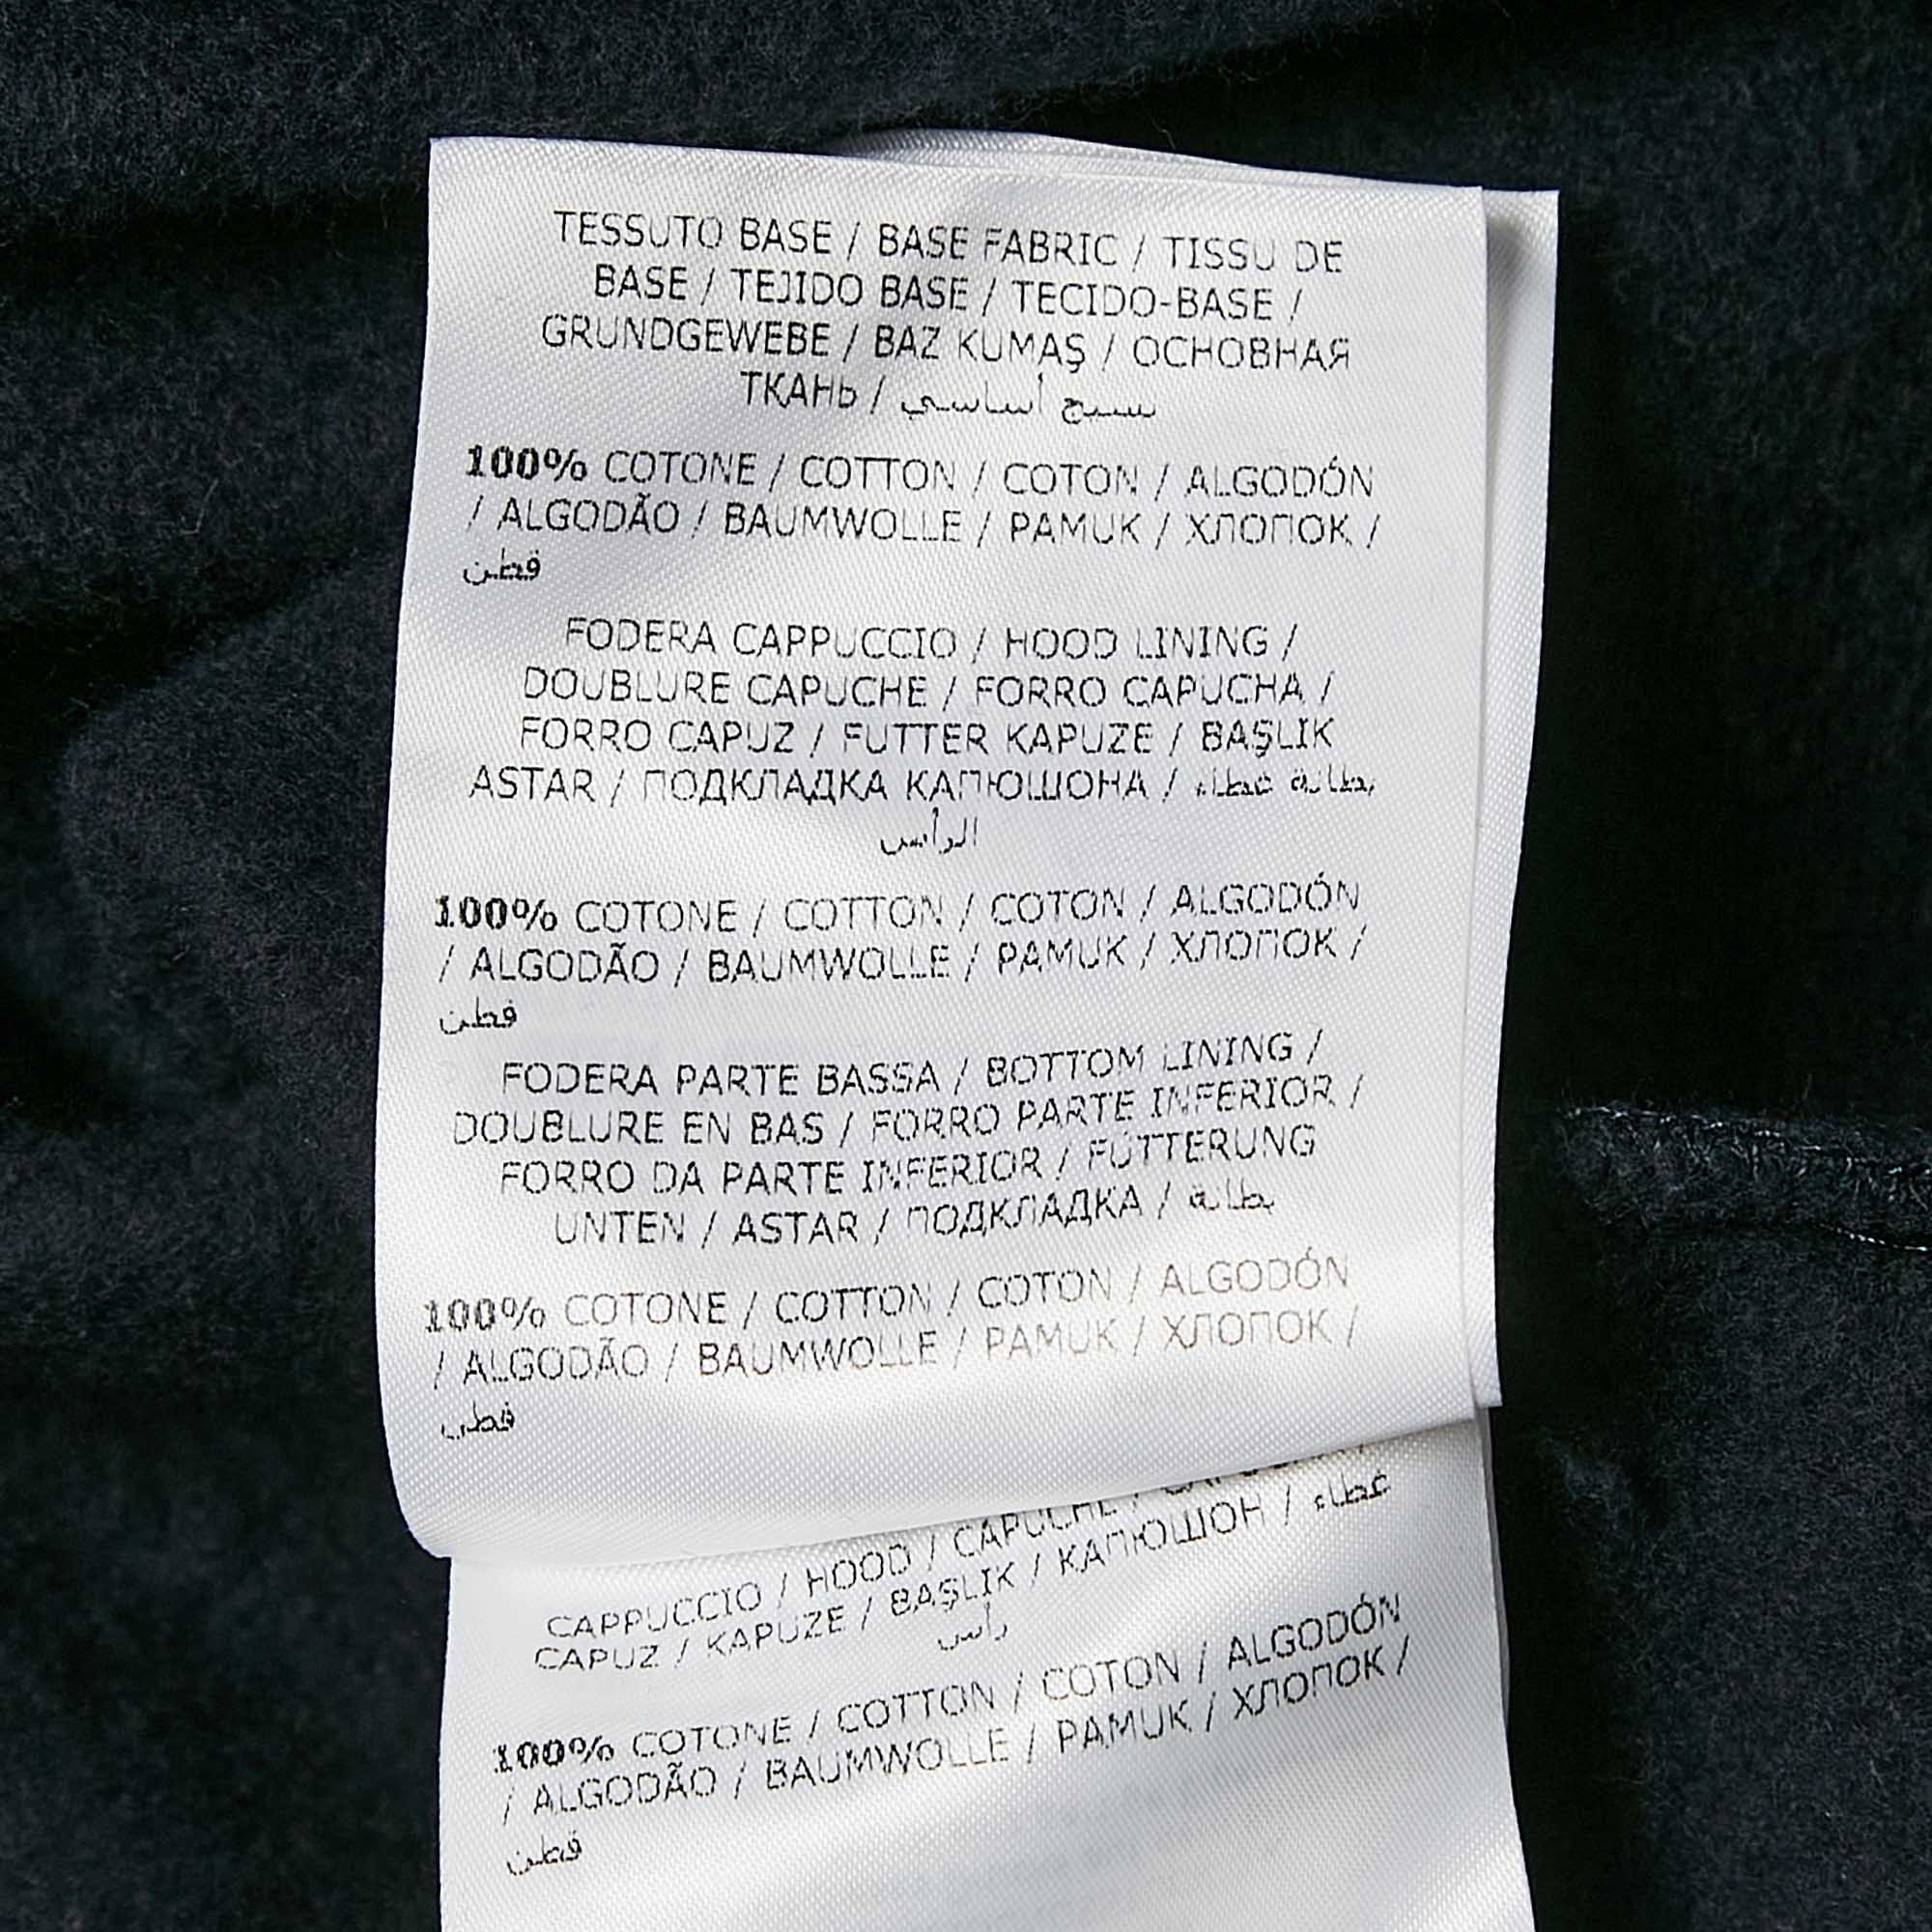 TESSUTO BASE / BASE FABRIC / TISSU DE
BASE / TEJIDO BASE / TECIDO-BASE /
GRUNDGEWEBE / BAZ KUMAŞ / ОСНОВНАЯ
ТКАНЬ / نسيج أساسي
100% COTONE / COTTON / COTON / ALGODÓN
/ ALGODÃO / BAUMWOLLE / PAMUK / ХЛОПОК /
قطن
FODERA CAPPUCCIO / HOOD LINING /
DOUBLURE CAPUCHE / FORRO CAPUCHA /
FORRO CAPUZ / FUTTER KAPUZE / BAŞLIK
ASTAR / ПОДКЛАДКА КАПЮШОНА / بطانة غطاء
الرأس
100% COTONE / COTTON / COTON / ALGODÓN
/ ALGODÃO / BAUMWOLLE / PAMUK / ХЛОПОК /
قطن
FODERA PARTE BASSA / BOTTOM LINING /
DOUBLURE EN BAS / FORRO PARTE INFERIOR /
FORRO DA PARTE INFERIOR / FÜTTERUNG
UNTEN / ASTAR / ПОДКЛАДКА / بطانة
100% COTONE / COTTON / COTON / ALGODÓN
/ ALGODÃO / BAUMWOLLE / PAMUK / ХЛОПОК /
قطن
CAPPUCCIO / HOOD / CAPUCHE /
CAPUZ / KAPUZE / BAŞLIK / КАПЮШОН / غطاء
رأس
100% COTONE / COTTON / COTON / ALGODÓN
/ ALGODÃO / BAUMWOLLE / PAMUK / ХЛОПОК /
قطن